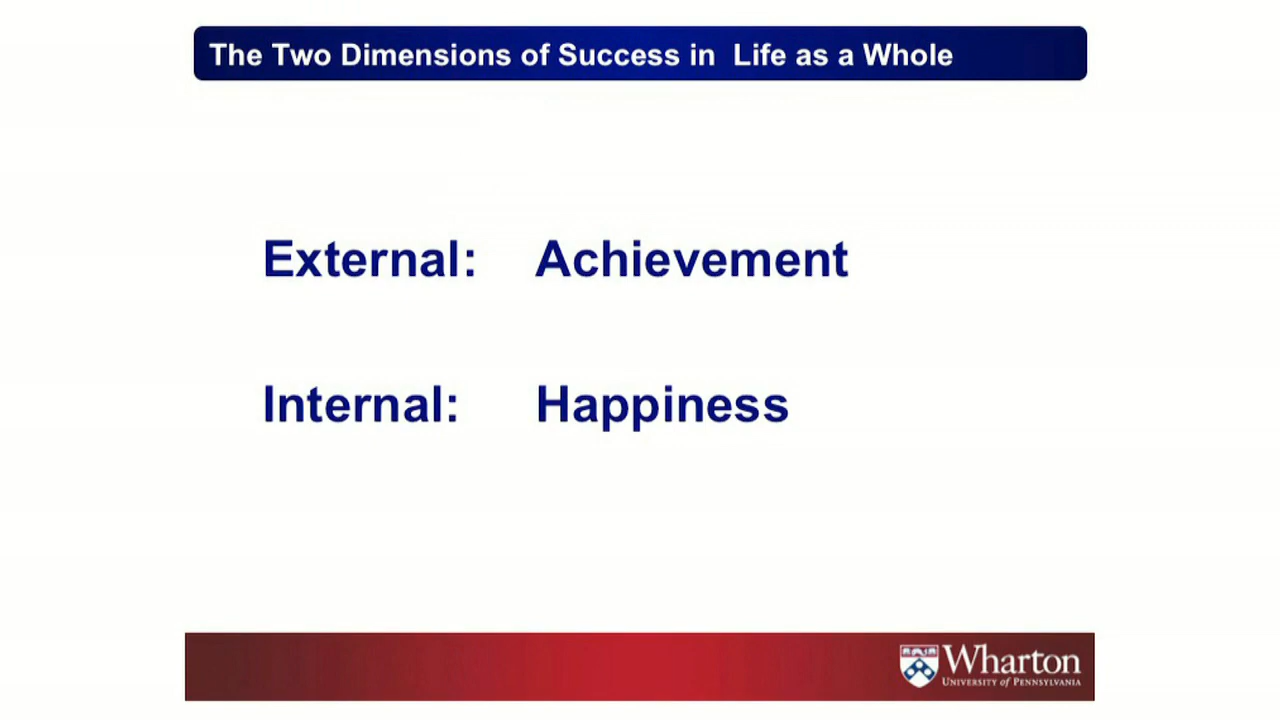 The Two Dimensions of Success in Life as a Whole
External: Achievement
Internal: Happiness
Wharton
University of Pennsylvania